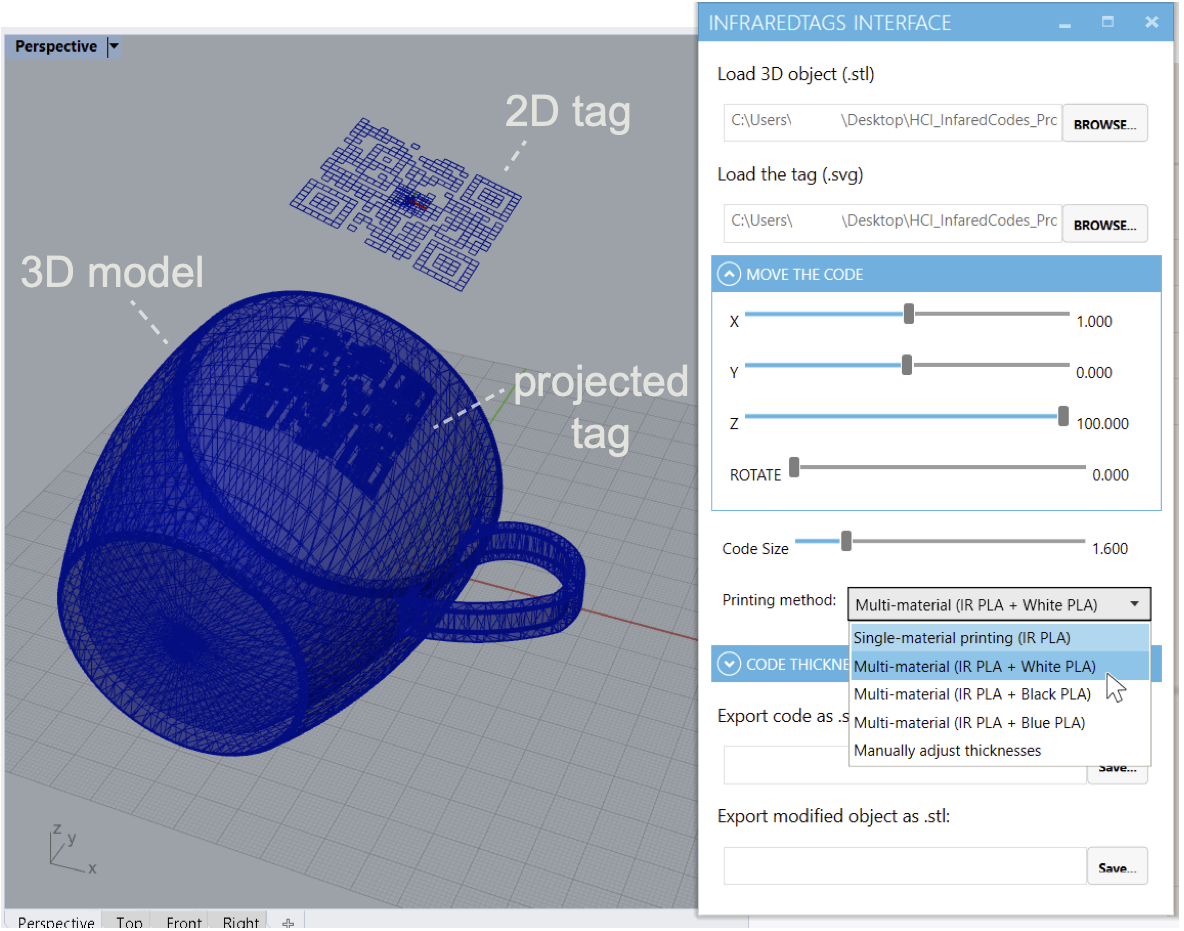 Perspective
2D tag
3D model
projected
tag
z
y
x
Perspective
Top
Front
Right
INFRAREDTAGS INTERFACE
Load 3D object (.stl)
C:\Users\ \Desktop\HCI_InfaredCodes_Prc
BROWSE...
Load the tag (.svg)
C:\Users\ \Desktop\HCI_InfaredCodes_Prc
BROWSE...
MOVE THE CODE
X 1.000
Y 0.000
Z 100.000
ROTATE 0.000
Code Size 1.600
Printing method: Multi-material (IR PLA + White PLA)
Single-material printing (IR PLA)
Multi-material (IR PLA + White PLA)
Multi-material (IR PLA + Black PLA)
Multi-material (IR PLA + Blue PLA)
Manually adjust thicknesses
CODE THICKNE
Export code as .s
Save...
Export modified object as .stl:
Save...